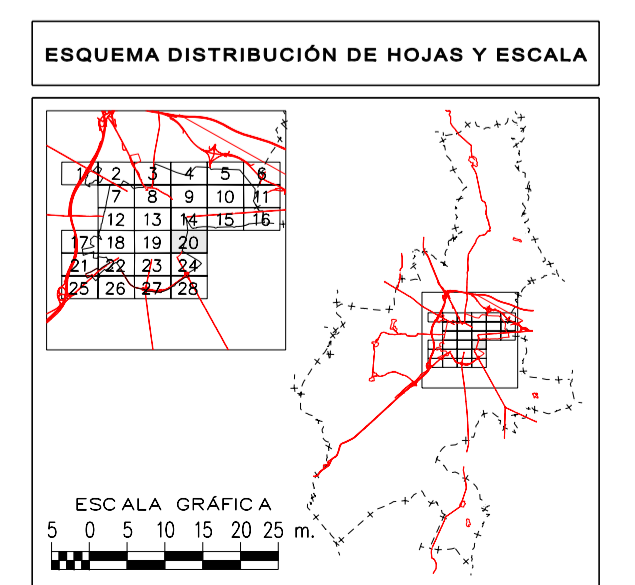 ESQUEMA DISTRIBUCIÓN DE HOJAS Y ESCALA
1 2 3 4 5 6
7 8 9 10 11
12 13 14 15 16
17 18 19 20
21 22 23 24
25 26 27 28
ESCALA GRÁFICA
5 0 5 10 15 20 25 m.